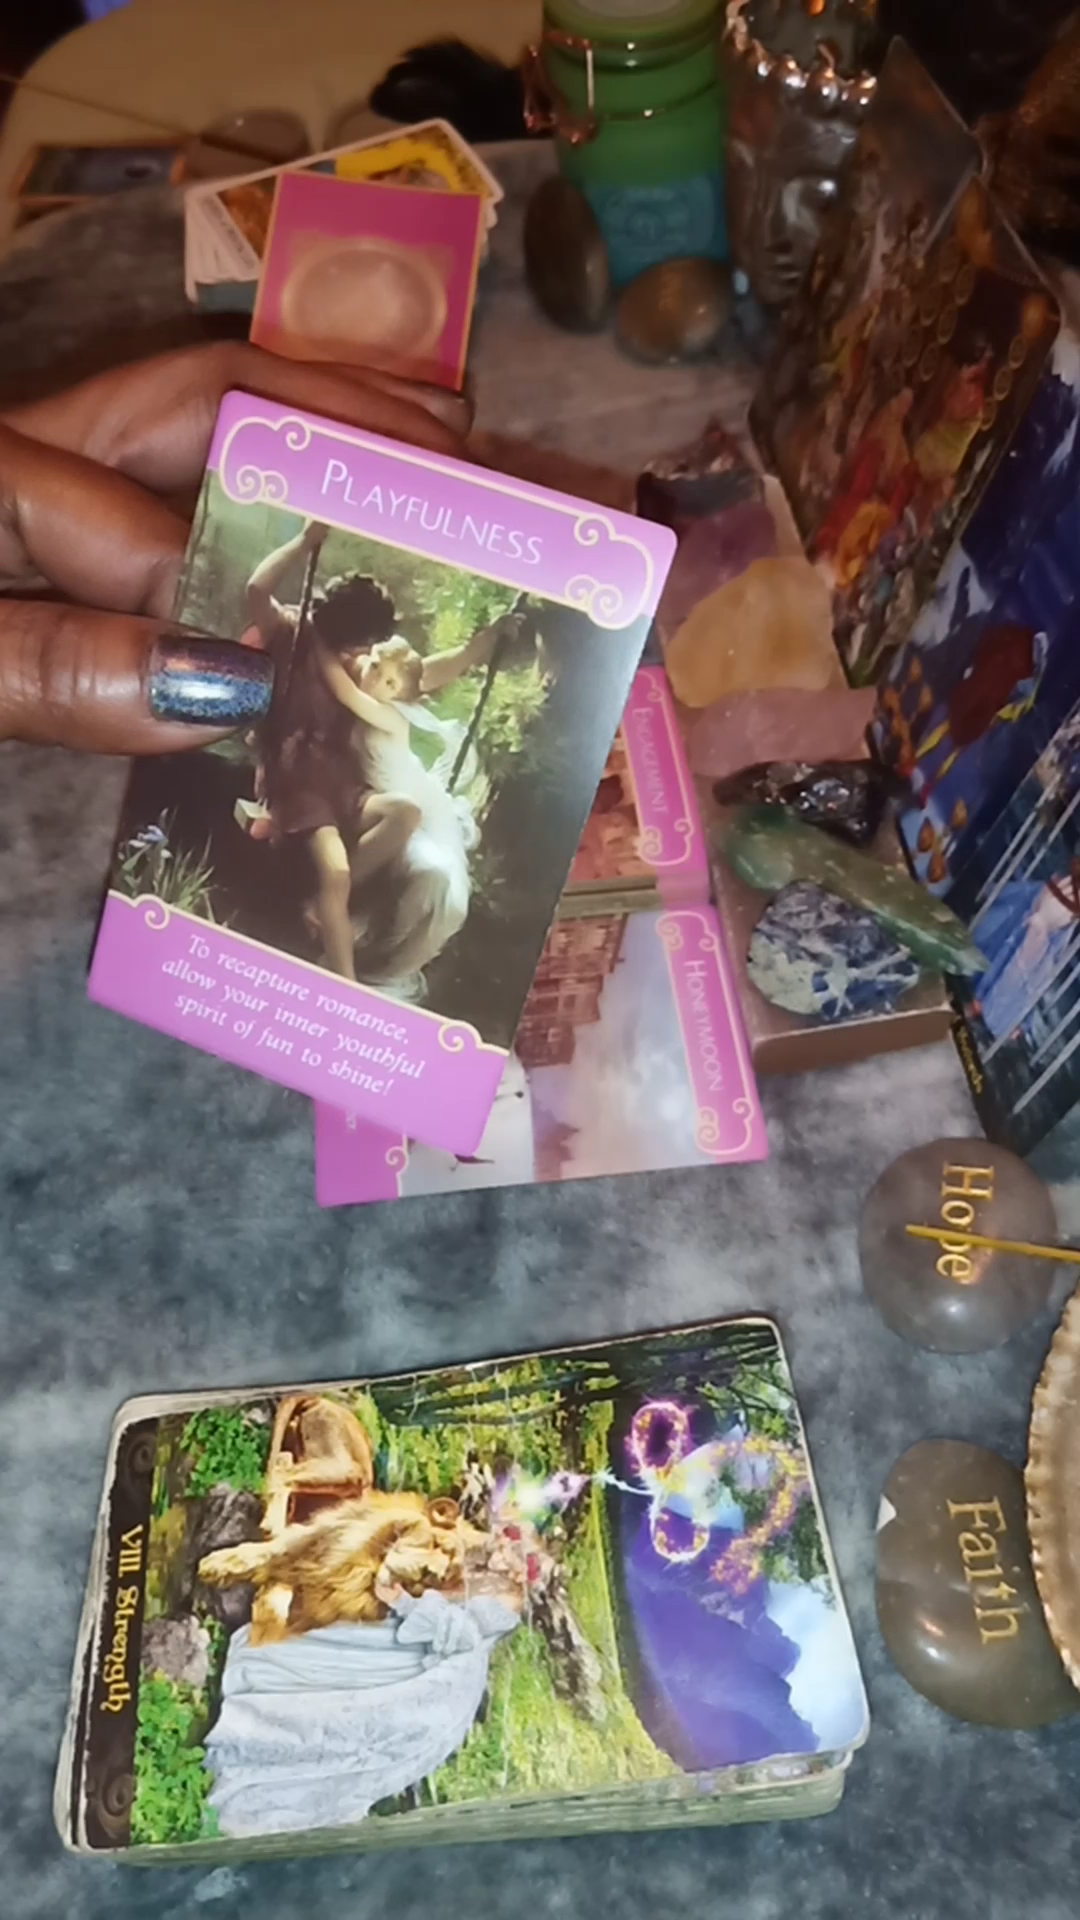 PLAYFULNESS
To recapture romance,
allow your inner youthful
spirit of fun to shine!
ENGAGEMENT
HONEYMOON
Hope
Faith
VIII Strength